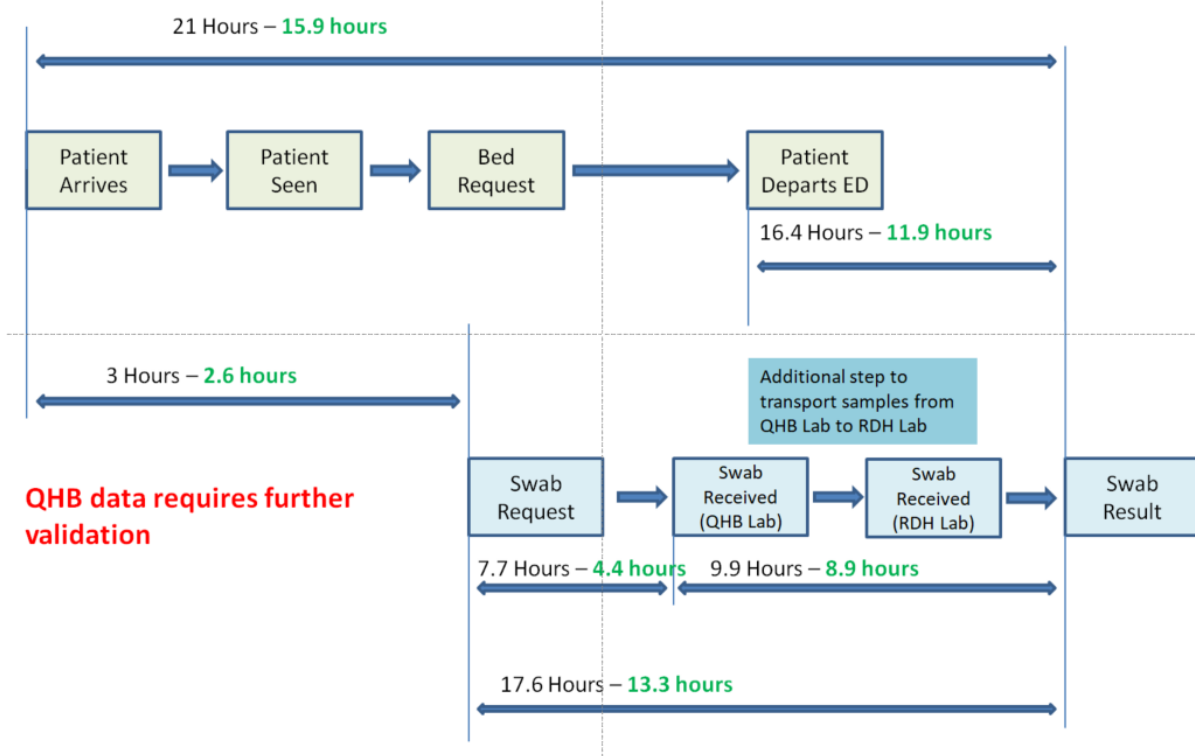 21 Hours – 15.9 hours
Patient
Arrives
Patient
Seen
Bed
Request
Patient
Departs ED
16.4 Hours – 11.9 hours
3 Hours – 2.6 hours
Additional step to
transport samples from
QHB Lab to RDH Lab
QHB data requires further
validation
Swab
Request
Swab
Received
(QHB Lab)
Swab
Received
(RDH Lab)
Swab
Result
7.7 Hours – 4.4 hours
9.9 Hours – 8.9 hours
17.6 Hours – 13.3 hours